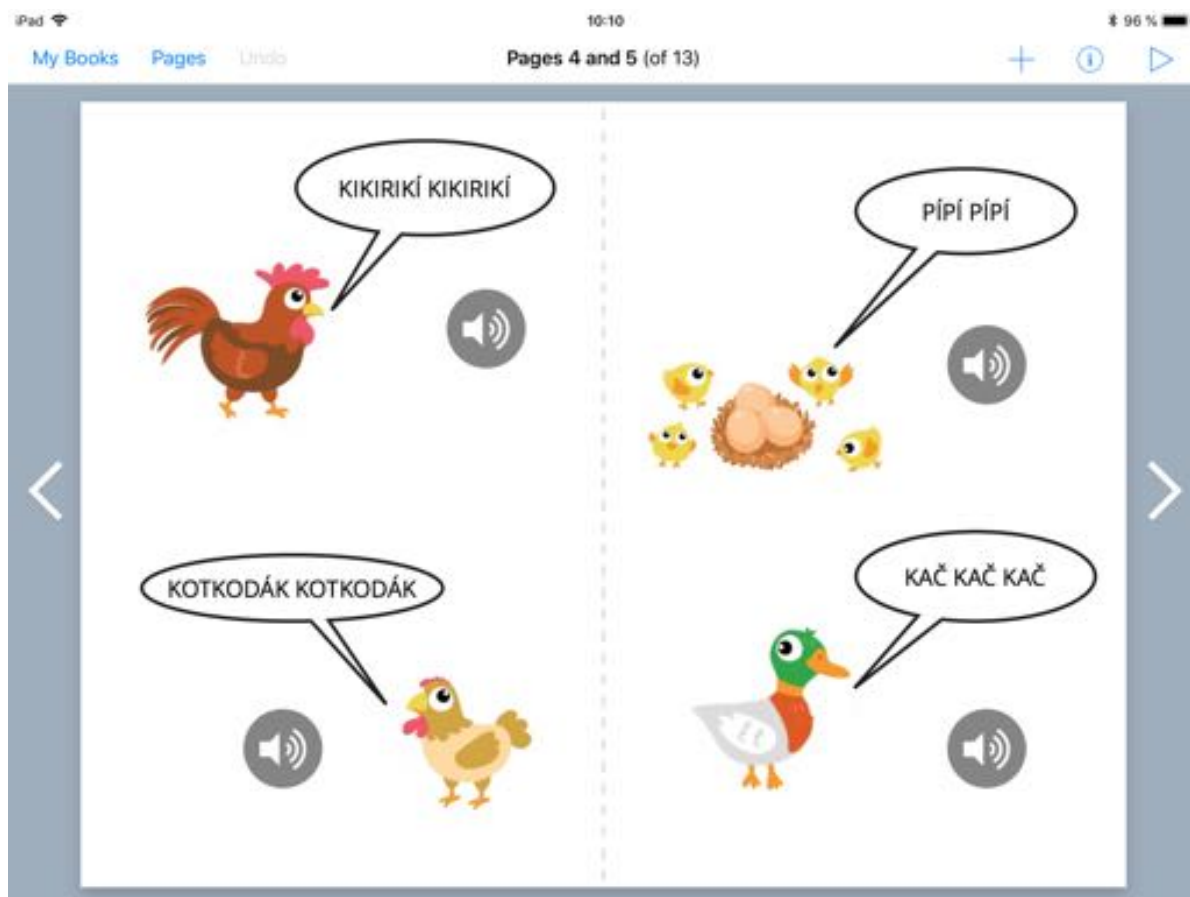 iPad 10:10 96 %
My Books Pages Undo Pages 4 and 5 (of 13)
KIKIRIKÍ KIKIRIKÍ
KOTKODÁK KOTKODÁK
PÍPÍ PÍPÍ
KAČ KAČ KAČ